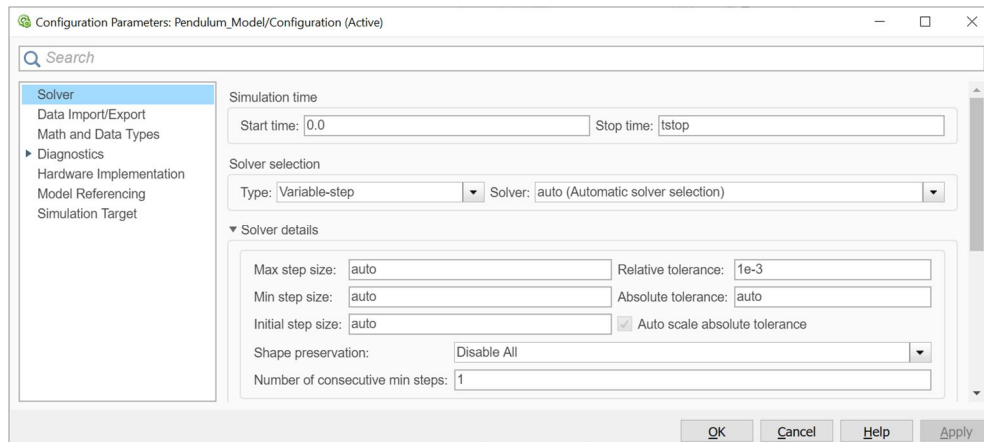 Configuration Parameters: Pendulum_Model/Configuration (Active)
Search
Solver
Data Import/Export
Math and Data Types
Diagnostics
Hardware Implementation
Model Referencing
Simulation Target
Simulation time
Start time: 0.0 Stop time: tstop
Solver selection
Type: Variable-step Solver: auto (Automatic solver selection)
Solver details
Max step size: auto Relative tolerance: 1e-3
Min step size: auto Absolute tolerance: auto
Initial step size: auto Auto scale absolute tolerance
Shape preservation: Disable All
Number of consecutive min steps: 1
OK Cancel Help Apply